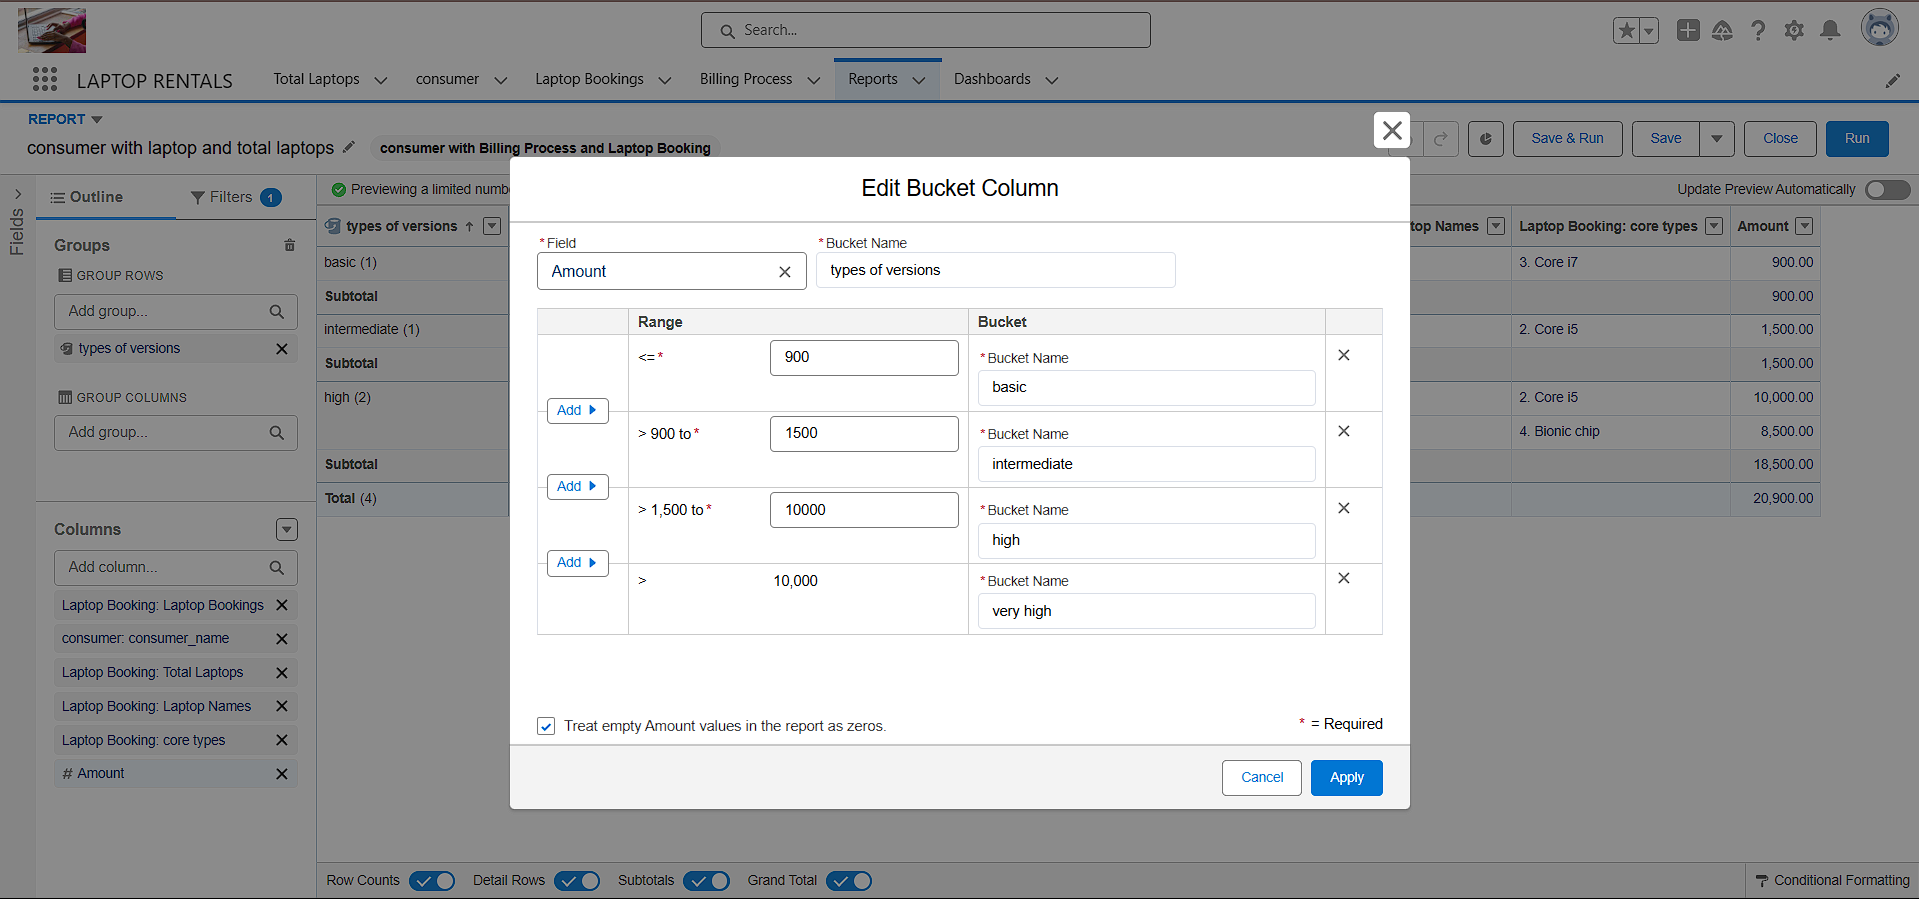 Search...
LAPTOP RENTALS
Total Laptops
consumer
Laptop Bookings
Billing Process
Reports
Dashboards
REPORT
consumer with laptop and total laptops
consumer with Billing Process and Laptop Booking
Save & Run
Save
Close
Run
Fields
Outline
Filters
1
Previewing a limited numb
Update Preview Automatically
Groups
GROUP ROWS
Add group...
types of versions
GROUP COLUMNS
Add group...
Columns
Add column...
Laptop Booking: Laptop Bookings
consumer: consumer_name
Laptop Booking: Total Laptops
Laptop Booking: Laptop Names
Laptop Booking: core types
# Amount
types of versions ↑
top Names
Laptop Booking: core types
Amount
basic (1)
3. Core i7
900.00
Subtotal
900.00
intermediate (1)
2. Core i5
1,500.00
Subtotal
1,500.00
high (2)
2. Core i5
10,000.00
4. Bionic chip
8,500.00
Subtotal
18,500.00
Total (4)
20,900.00
Edit Bucket Column
*Field
*Bucket Name
Amount
types of versions
Range
Bucket
<=*
900
*Bucket Name
basic
Add
> 900 to*
1500
*Bucket Name
intermediate
Add
> 1,500 to*
10000
*Bucket Name
high
Add
>
10,000
*Bucket Name
very high
Treat empty Amount values in the report as zeros.
* = Required
Cancel
Apply
Row Counts
Detail Rows
Subtotals
Grand Total
Conditional Formatting